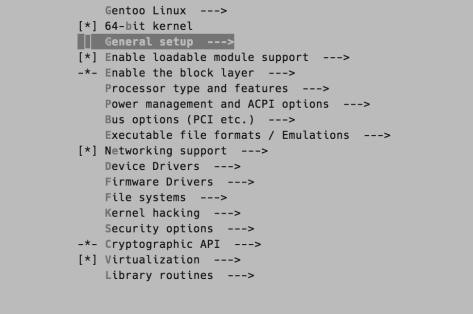 Gentoo Linux  --->
[*] 64-bit kernel
General setup  --->
[*] Enable loadable module support  --->
-*- Enable the block layer  --->
Processor type and features  --->
Power management and ACPI options  --->
Bus options (PCI etc.)  --->
Executable file formats / Emulations  --->
[*] Networking support  --->
Device Drivers  --->
Firmware Drivers  --->
File systems  --->
Kernel hacking  --->
Security options  --->
-*- Cryptographic API  --->
[*] Virtualization  --->
Library routines  --->